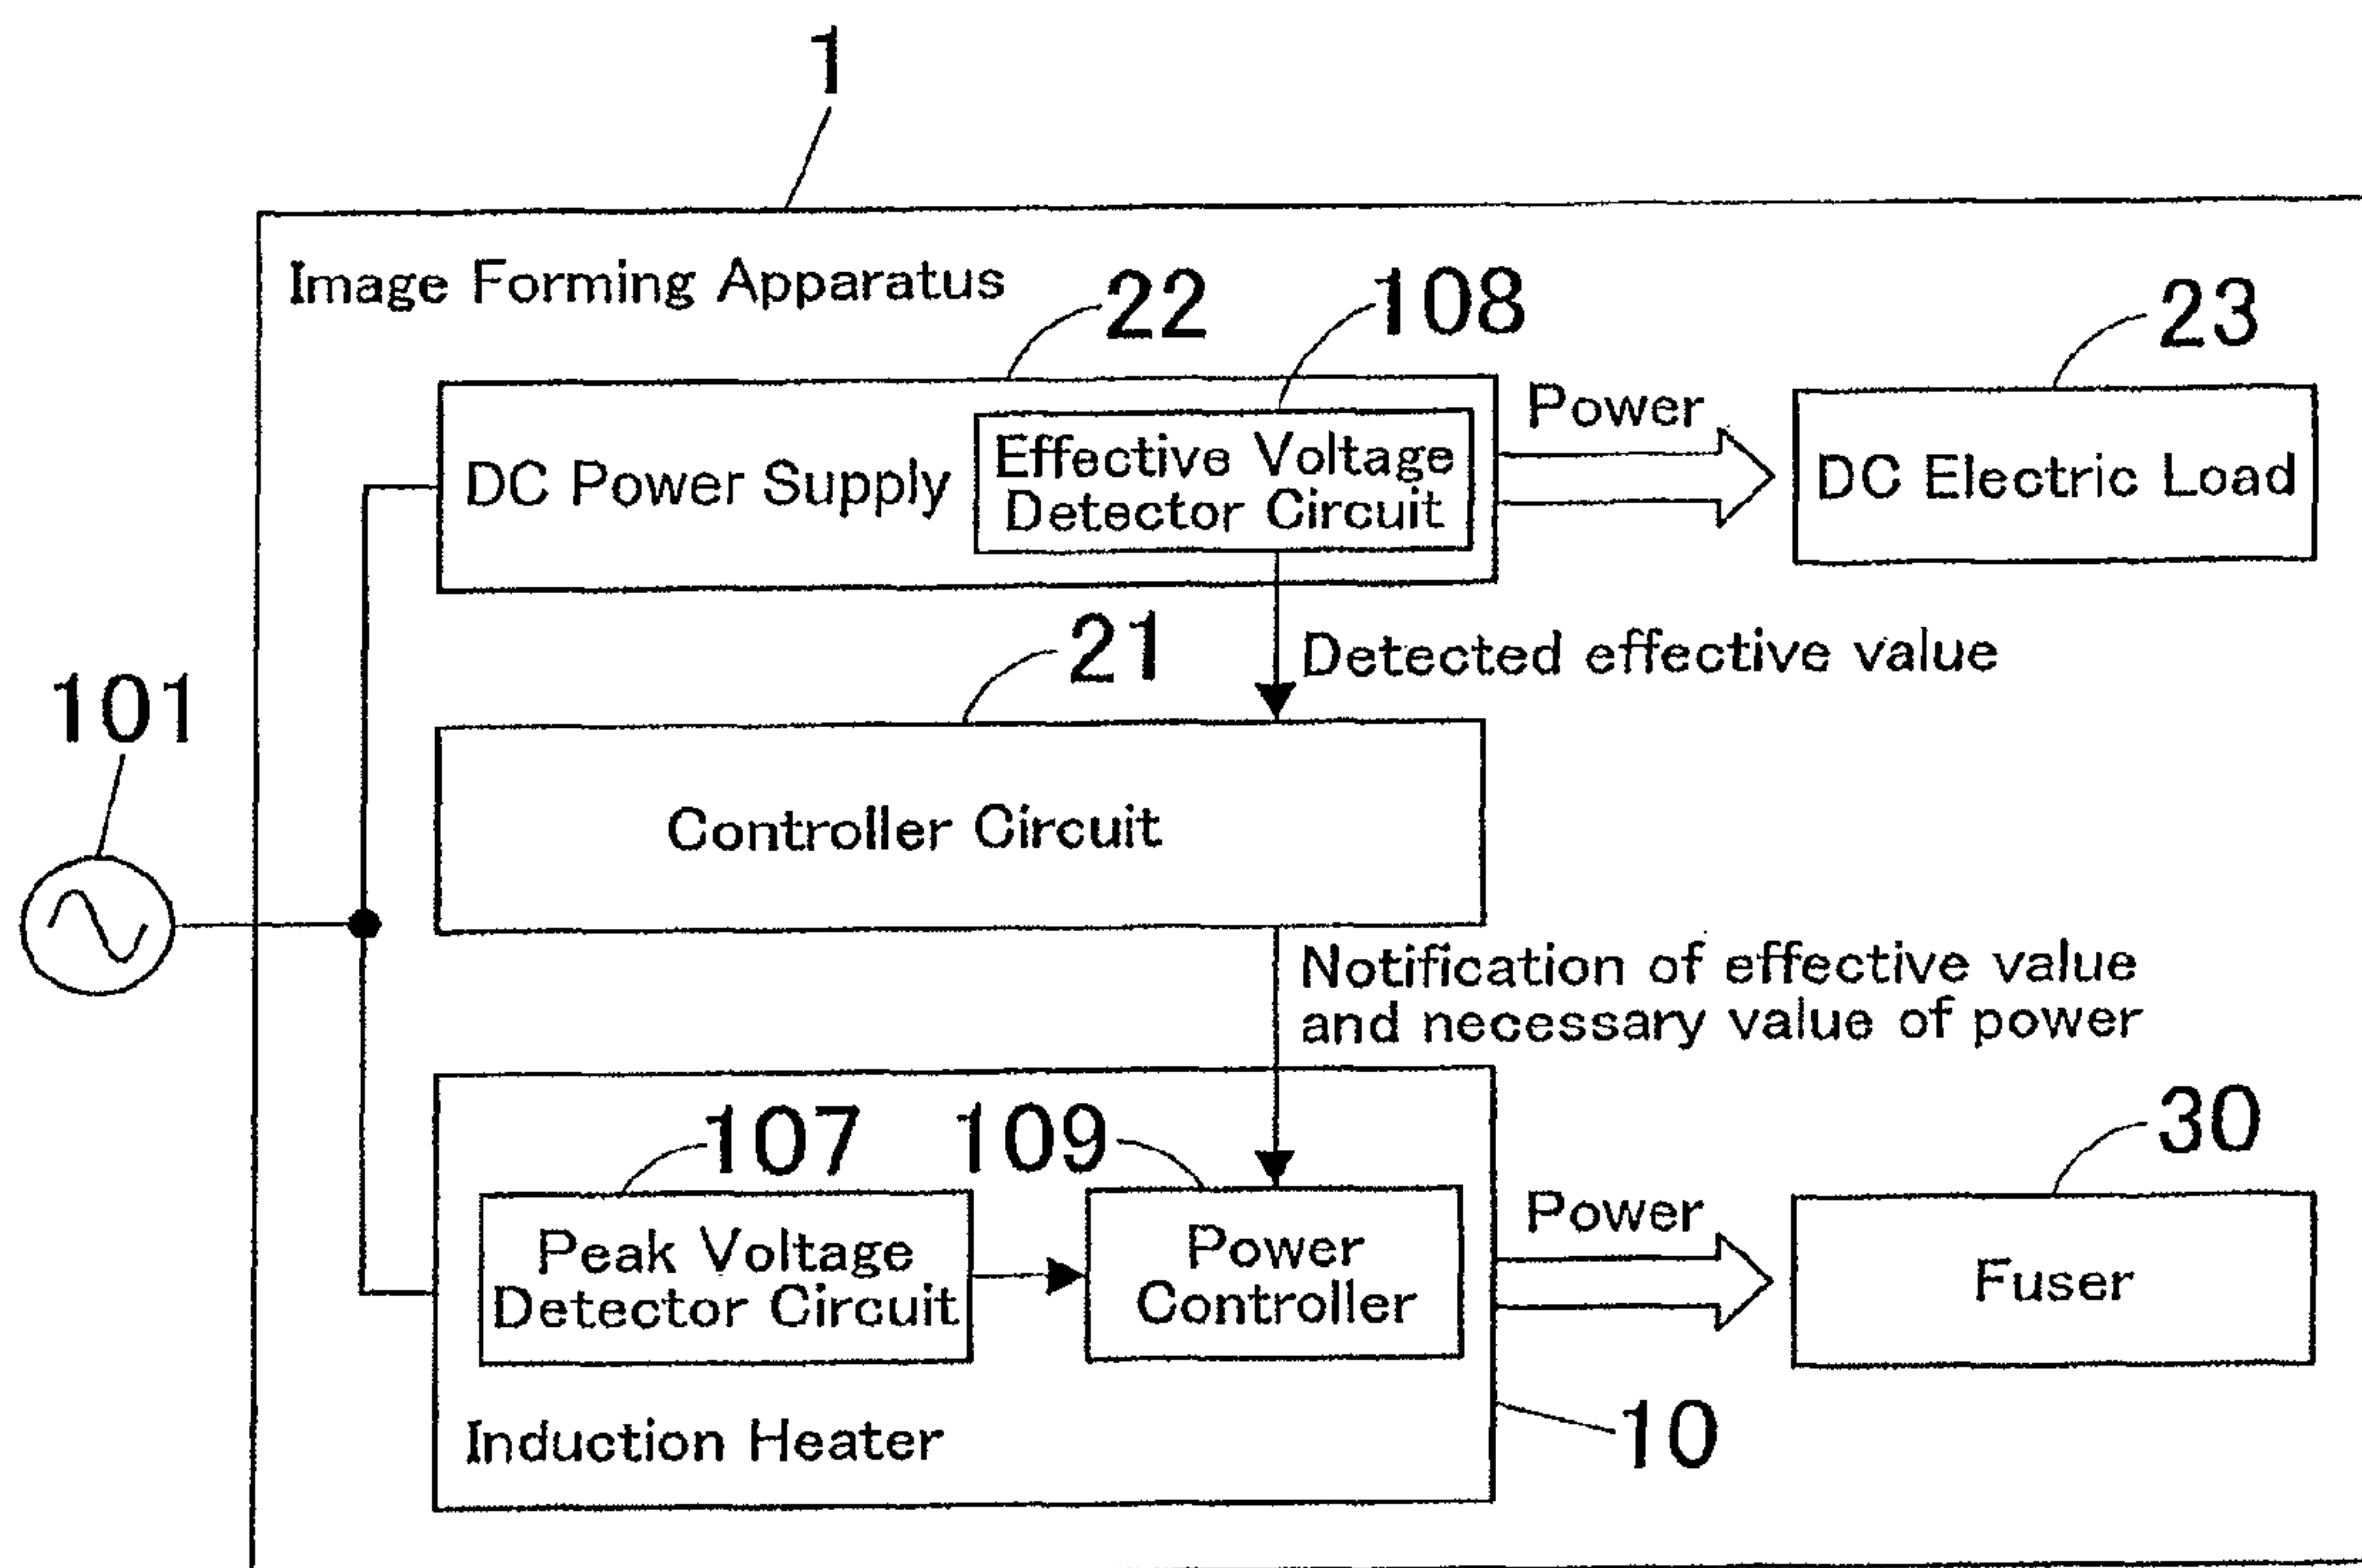 1
Image Forming Apparatus
22
108
23
DC Power Supply
Effective Voltage
Detector Circuit
Power
DC Electric Load
21
Detected effective value
101
Controller Circuit
Notification of effective value
and necessary value of power
107
109
30
Peak Voltage
Detector Circuit
Power
Controller
Power
Fuser
Induction Heater
10